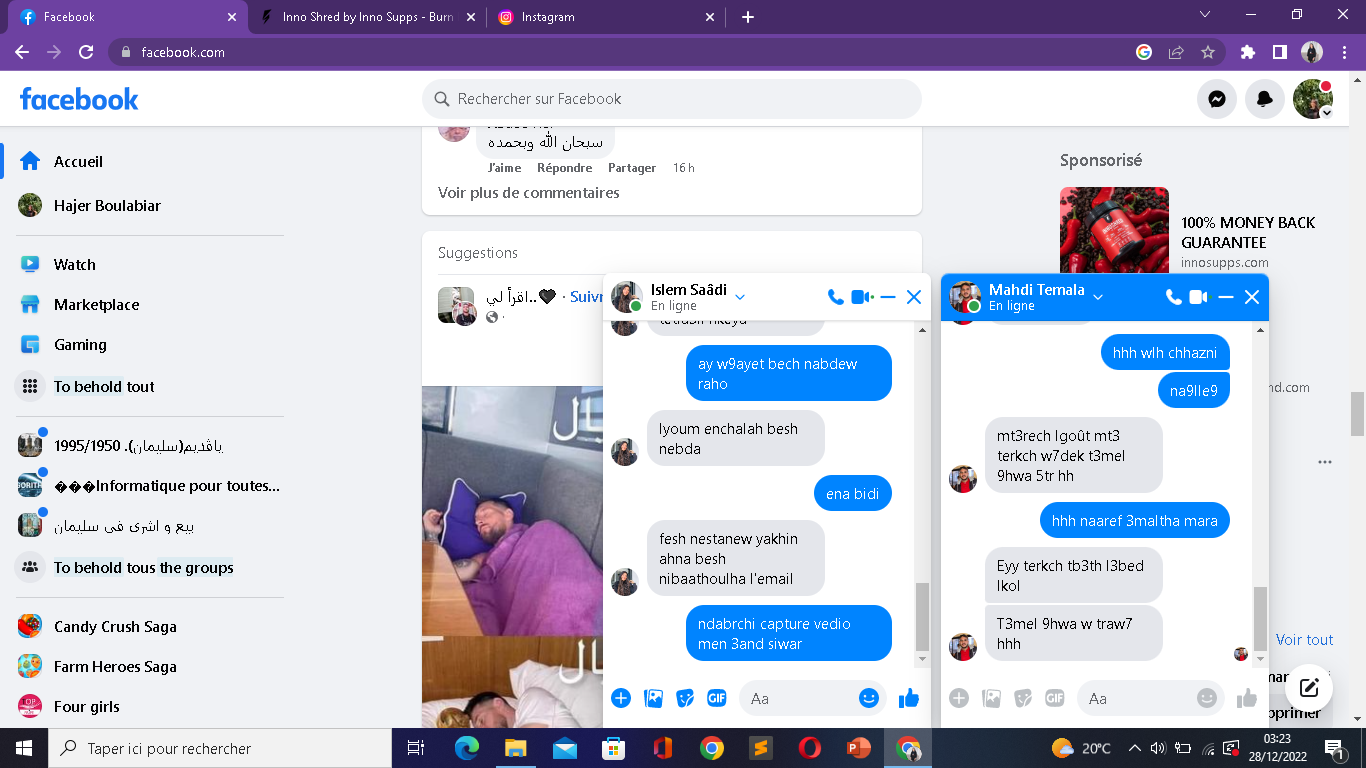 Facebook
Inno Shred by Inno Supps - Burn
Instagram
facebook.com
facebook
Rechercher sur Facebook
Accueil
Hajer Boulabiar
Watch
Marketplace
Gaming
To behold tout
ياڨديم(سليمان). 1995/1950
���Informatique pour toutes...
بيع و اشري في سليمان
To behold tous the groups
Candy Crush Saga
Farm Heroes Saga
Four girls
سبحان الله وبحمده
J'aime Répondre Partager 16 h
Voir plus de commentaires
Suggestions
اقرأ لي..🖤 · Suivr
Sponsorisé
100% MONEY BACK
GUARANTEE
innosupps.com
nd.com
Voir tout
Islem Saâdi
En ligne
ay w9ayet bech nabdew
raho
lyoum enchalah besh
nebda
ena bidi
fesh nestanew yakhin
ahna besh
nibaathoulha l'email
ndabrchi capture vedio
men 3and siwar
Aa
GIF
Mahdi Temala
En ligne
hhh wlh chhazni
na9lle9
mt3rech lgoût mt3
terkch w7dek t3mel
9hwa 5tr hh
hhh naaref 3maltha mara
Eyy terkch tb3th l3bed
lkol
T3mel 9hwa w traw7
hhh
GIF
Aa
Taper ici pour rechercher
20°C
03:23
28/12/2022
1